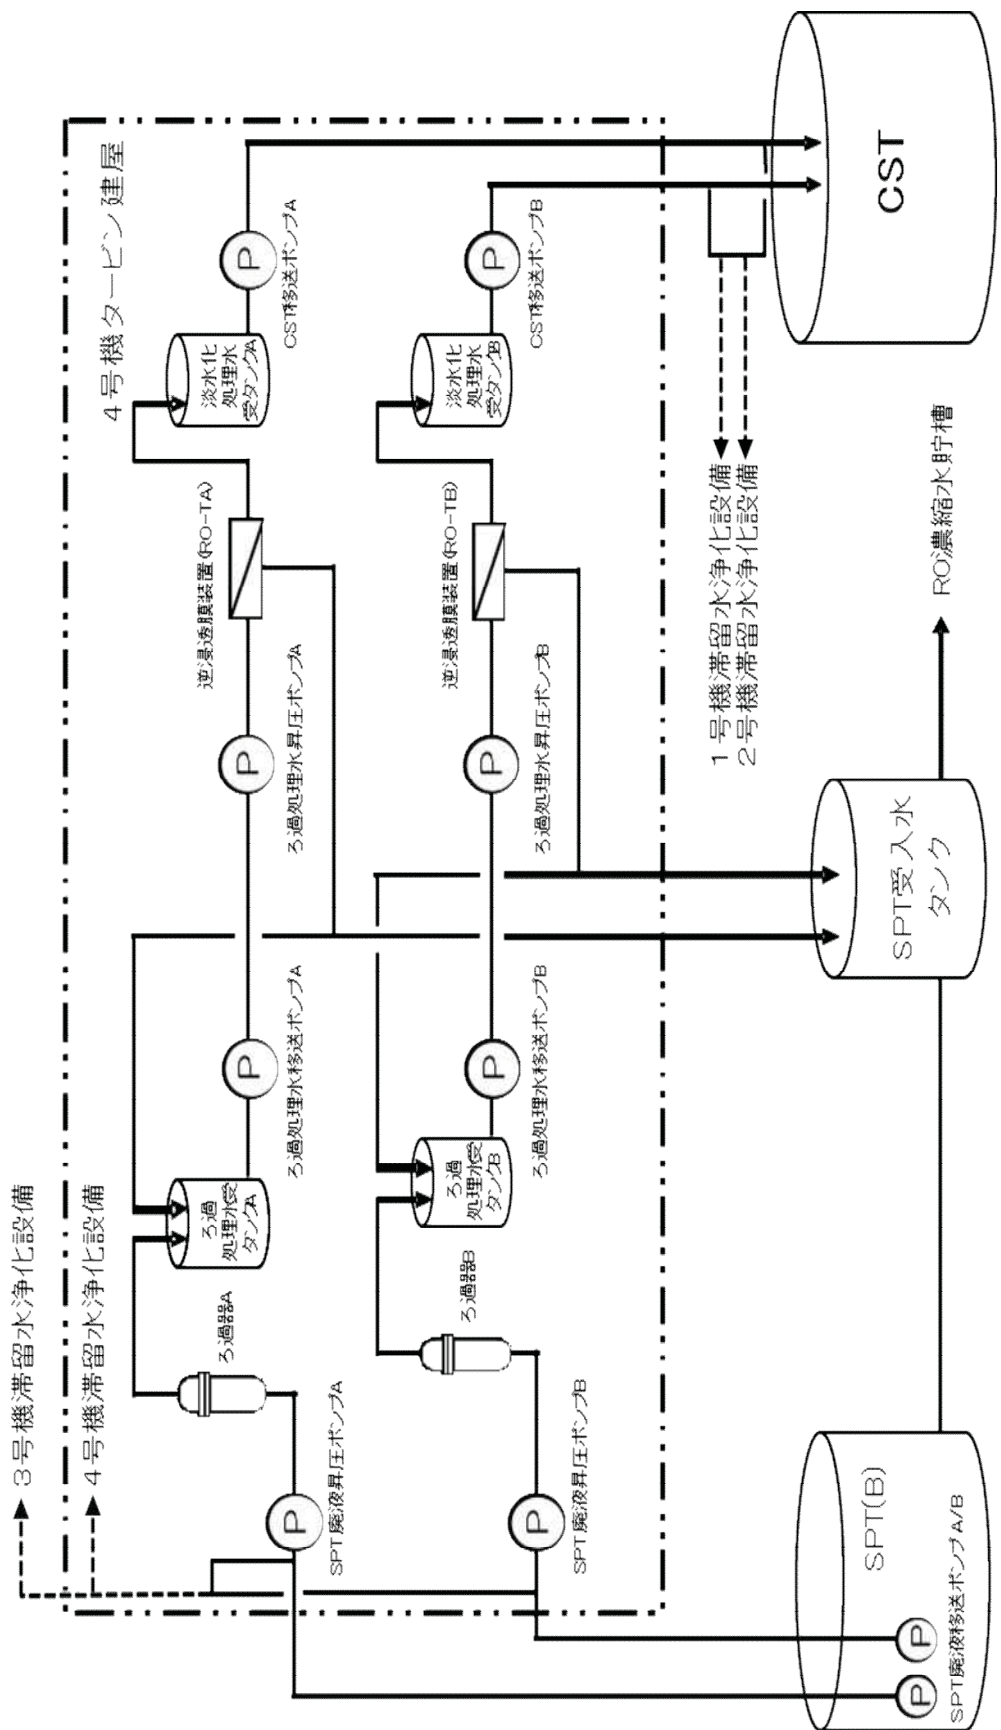 3号機滞留水浄化設備
4号機滞留水浄化設備
4号機タービン建屋
ろ過器A
ろ過
処理水受
タンクA
ろ過処理水移送ポンプA
P
ろ過処理水昇圧ポンプA
P
逆浸透膜装置(RO-TA)
淡水化
処理水
受タンクA
P
CST移送ポンプA
P
SPT廃液昇圧ポンプA
ろ過器B
ろ過
処理水受
タンクB
P
ろ過処理水移送ポンプB
P
ろ過処理水昇圧ポンプB
逆浸透膜装置(RO-TB)
淡水化
処理水
受タンクB
P
CST移送ポンプB
P
SPT廃液昇圧ポンプB
1号機滞留水浄化設備
2号機滞留水浄化設備
SPT(B)
P
P
SPT廃液移送ポンプA/B
SPT受入水
タンク
RO濃縮水貯槽
CST